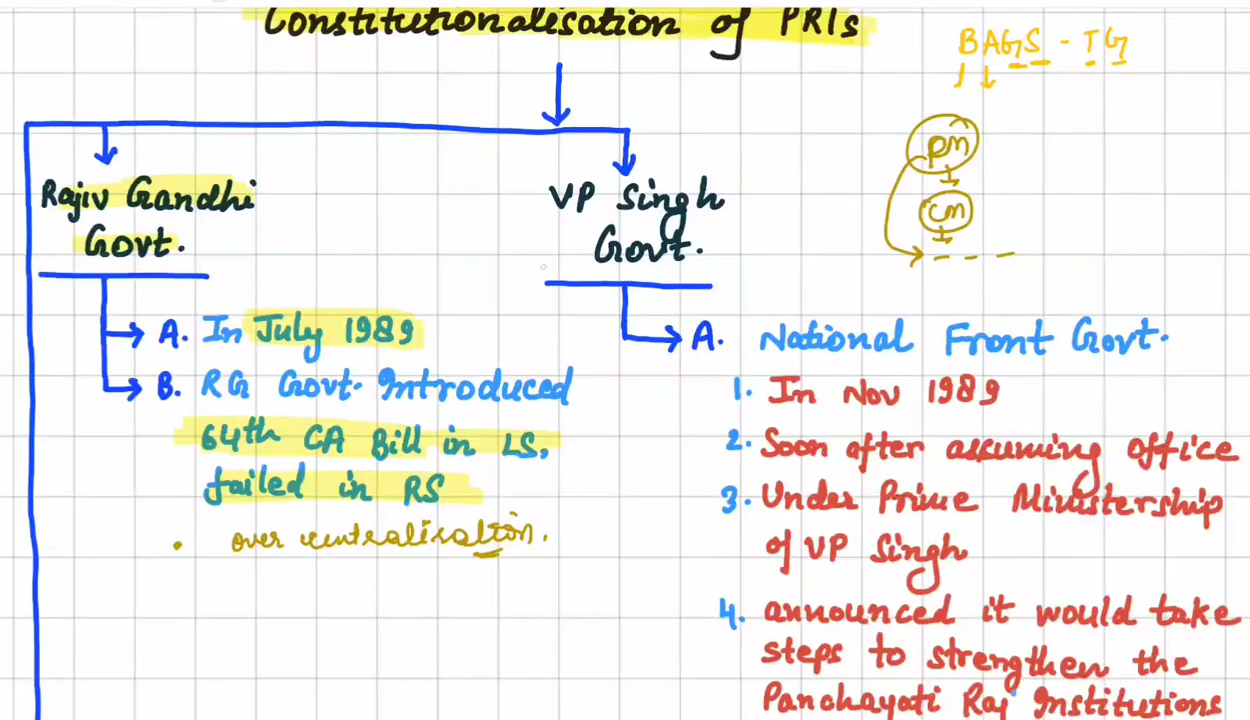 Constitutionalisation of PRIs
BAGS - TG
PM
CM
Rajiv Gandhi
Govt.
A. In July 1989
B. RG Govt. Introduced
64th CA Bill in LS,
failed in RS
. over centralisation.
VP Singh
Govt.
A. National Front Govt.
1. In Nov 1989
2. Soon after assuming office
3. Under Prime Ministership
of VP Singh
4. announced it would take
steps to strengthen the
Panchayati Raj Institutions